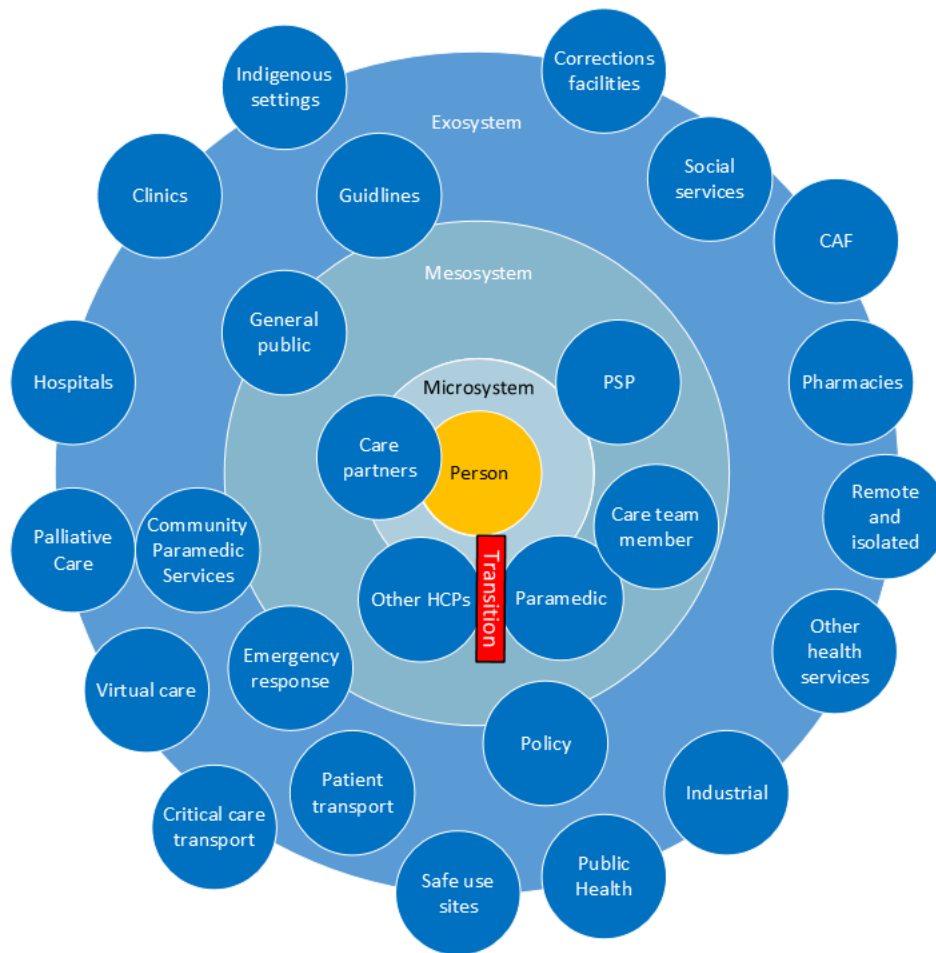 Indigenous
settings
Corrections
facilities
Exosystem
Clinics
Guidlines
Social
services
CAF
Mesosystem
General
public
Hospitals
Microsystem
PSP
Pharmacies
Care
partners
Person
Remote
and
isolated
Care team
member
Palliative
Care
Community
Paramedic
Services
Transition
Other HCPs
Paramedic
Other
health
services
Emergency
response
Virtual care
Policy
Patient
transport
Industrial
Critical care
transport
Safe use
sites
Public
Health